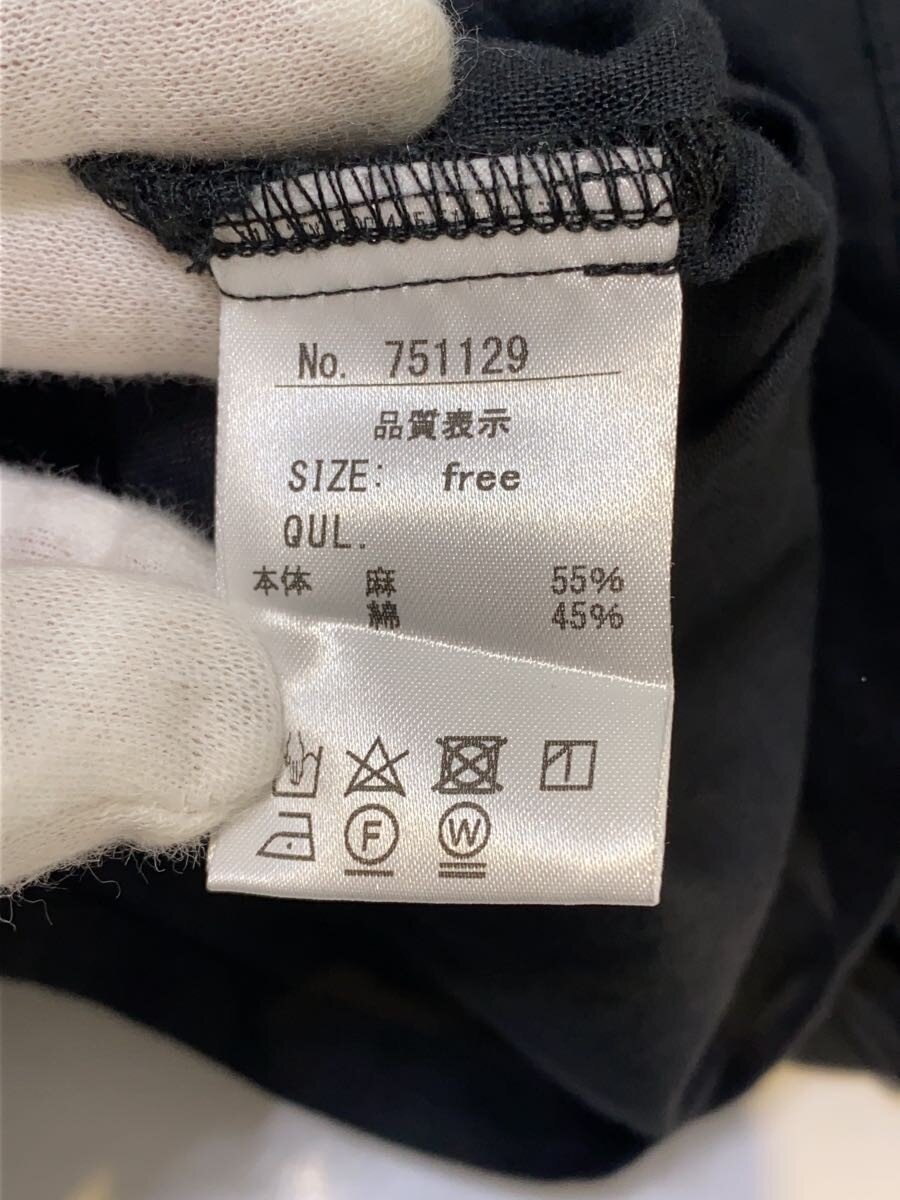 No. 751129
品質表示
SIZE: free
QUL.
本体 麻 55%
綿 45%
F W